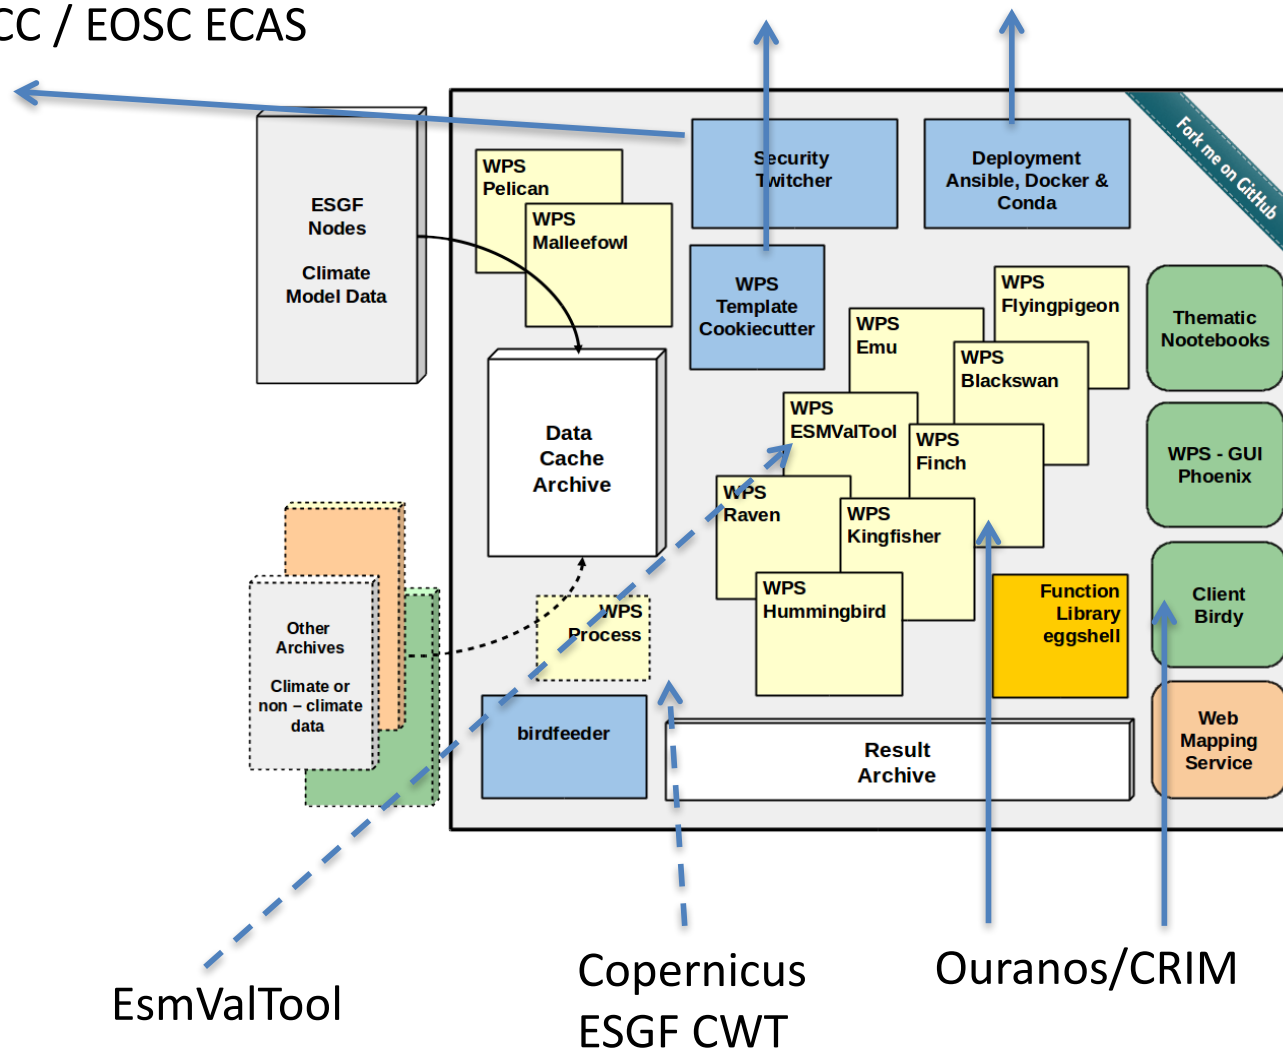 CC / EOSC ECAS
Fork me on GitHub
ESGF
Nodes
Climate
Model Data
WPS
Pelican
WPS
Malleefowl
Security
Twitcher
Deployment
Ansible, Docker &
Conda
WPS
Template
Cookiecutter
WPS
Flyingpigeon
WPS
Emu
WPS
Blackswan
WPS
ESMValTool
WPS
Finch
WPS
Raven
WPS
Kingfisher
WPS
Hummingbird
Thematic
Nootebooks
WPS - GUI
Phoenix
Client
Birdy
Web
Mapping
Service
Data
Cache
Archive
Other
Archives
Climate or
non – climate
data
WPS
Process
birdfeeder
Function
Library
eggshell
Result
Archive
EsmValTool
Copernicus
ESGF CWT
Ouranos/CRIM